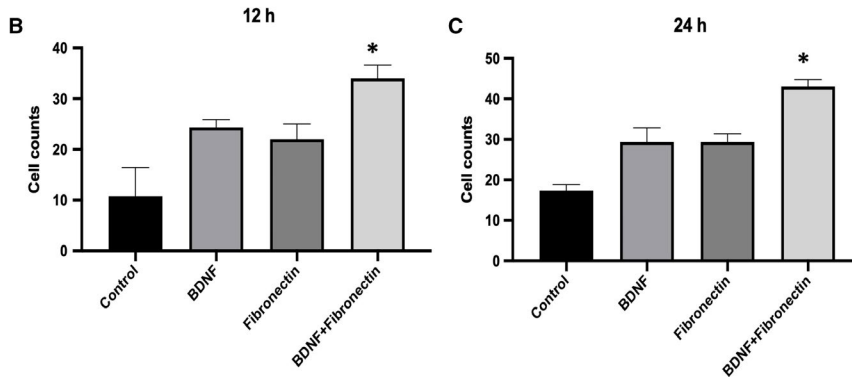 B
12 h
Cell counts
40
30
20
10
0
*
Control
BDNF
Fibronectin
BDNF+Fibronectin
C
24 h
Cell counts
50
40
30
20
10
0
*
Control
BDNF
Fibronectin
BDNF+Fibronectin